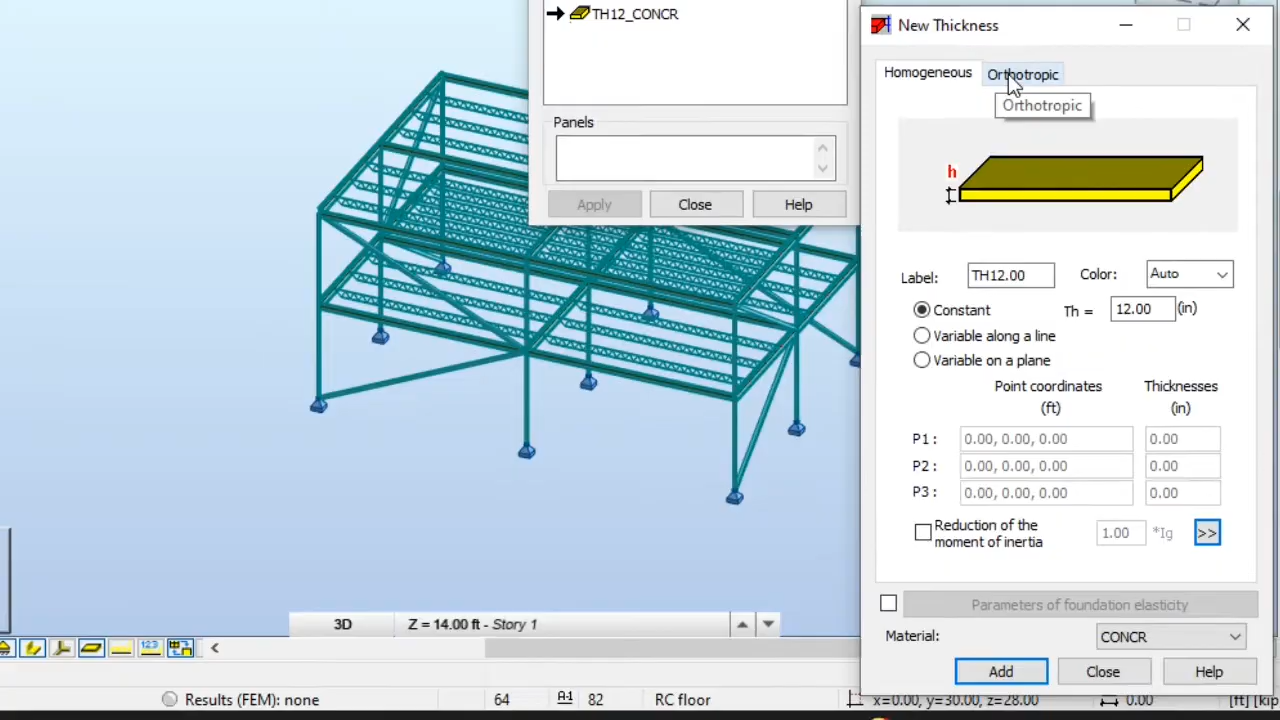 TH12_CONCR
Panels
Apply
Close
Help
New Thickness
Homogeneous
Orthotropic
Orthotropic
h
Label:
TH12.00
Color:
Auto
Constant
Th =
12.00
(in)
Variable along a line
Variable on a plane
Point coordinates
(ft)
Thicknesses
(in)
P1 :
0.00, 0.00, 0.00
0.00
P2 :
0.00, 0.00, 0.00
0.00
P3 :
0.00, 0.00, 0.00
0.00
Reduction of the
moment of inertia
1.00
*Ig
>>
Parameters of foundation elasticity
Material:
CONCR
Add
Close
Help
3D
Z = 14.00 ft - Story 1
123
<
Results (FEM): none
64
A-1
82
RC floor
x=0.00, y=30.00, z=28.00
0.00
[ft] [kip